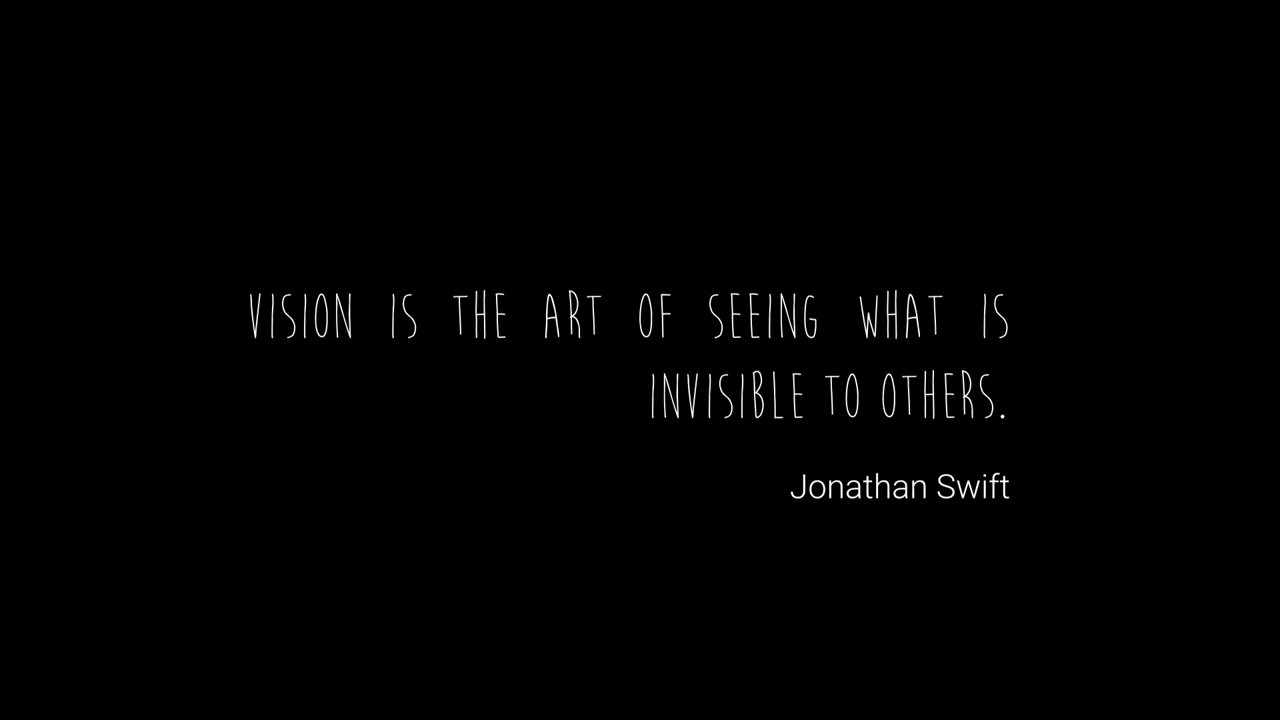 VISION IS THE ART OF SEEING WHAT IS
INVISIBLE TO OTHERS.
Jonathan Swift